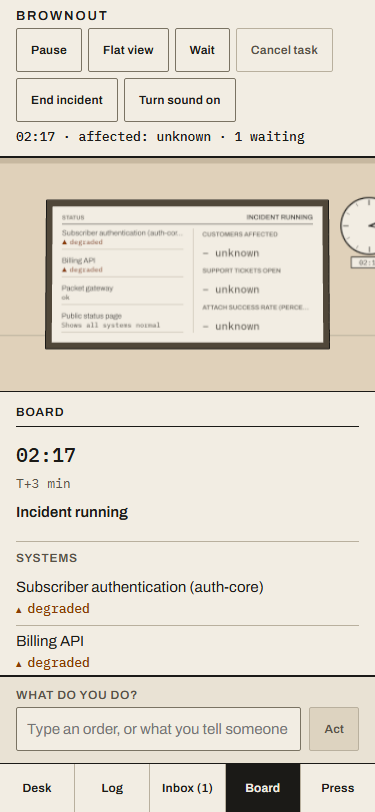 BROWNOUT
Pause
Flat view
Wait
Cancel task
End incident
Turn sound on
02:17 · affected: unknown · 1 waiting
STATUS
INCIDENT RUNNING
Subscriber authentication (auth-cor...
▲ degraded
Billing API
▲ degraded
Packet gateway
ok
Public status page
Shows all systems normal
CUSTOMERS AFFECTED
— unknown
SUPPORT TICKETS OPEN
— unknown
ATTACH SUCCESS RATE (PERCE...
— unknown
BOARD
02:17
T+3 min
Incident running
SYSTEMS
Subscriber authentication (auth-core)
▲ degraded
Billing API
▲ degraded
WHAT DO YOU DO?
Type an order, or what you tell someone
Act
Desk
Log
Inbox (1)
Board
Press